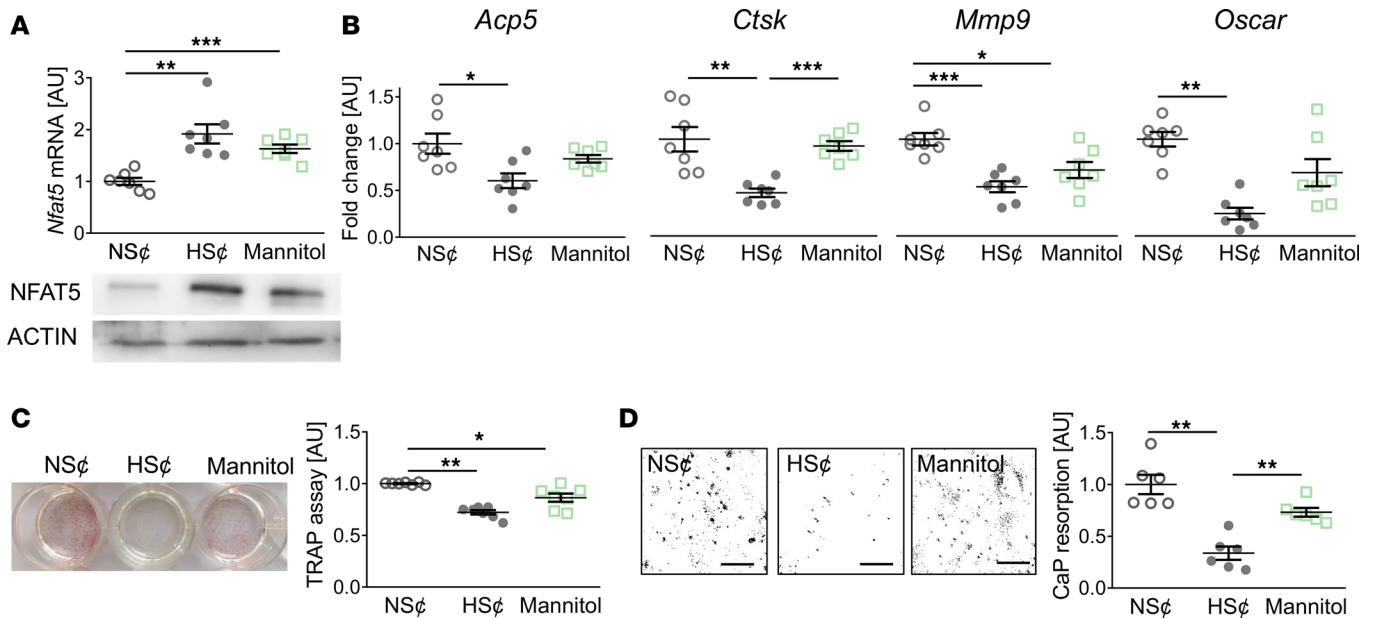 A
***
**
Nfat5 mRNA [AU]
3
2
1
0
NS¢ HS¢ Mannitol
NFAT5
ACTIN
B
Acp5 Ctsk Mmp9 Oscar
* ** *** * *** **
Fold change [AU]
1.5
1.0
0.5
0.0
NS¢ HS¢ Mannitol NS¢ HS¢ Mannitol NS¢ HS¢ Mannitol NS¢ HS¢ Mannitol
C
NS¢ HS¢ Mannitol
TRAP assay [AU]
1.5
1.0
0.5
0.0
*
**
NS¢ HS¢ Mannitol
D
NS¢ HS¢ Mannitol
CaP resorption [AU]
1.5
1.0
0.5
0.0
**
**
NS¢ HS¢ Mannitol